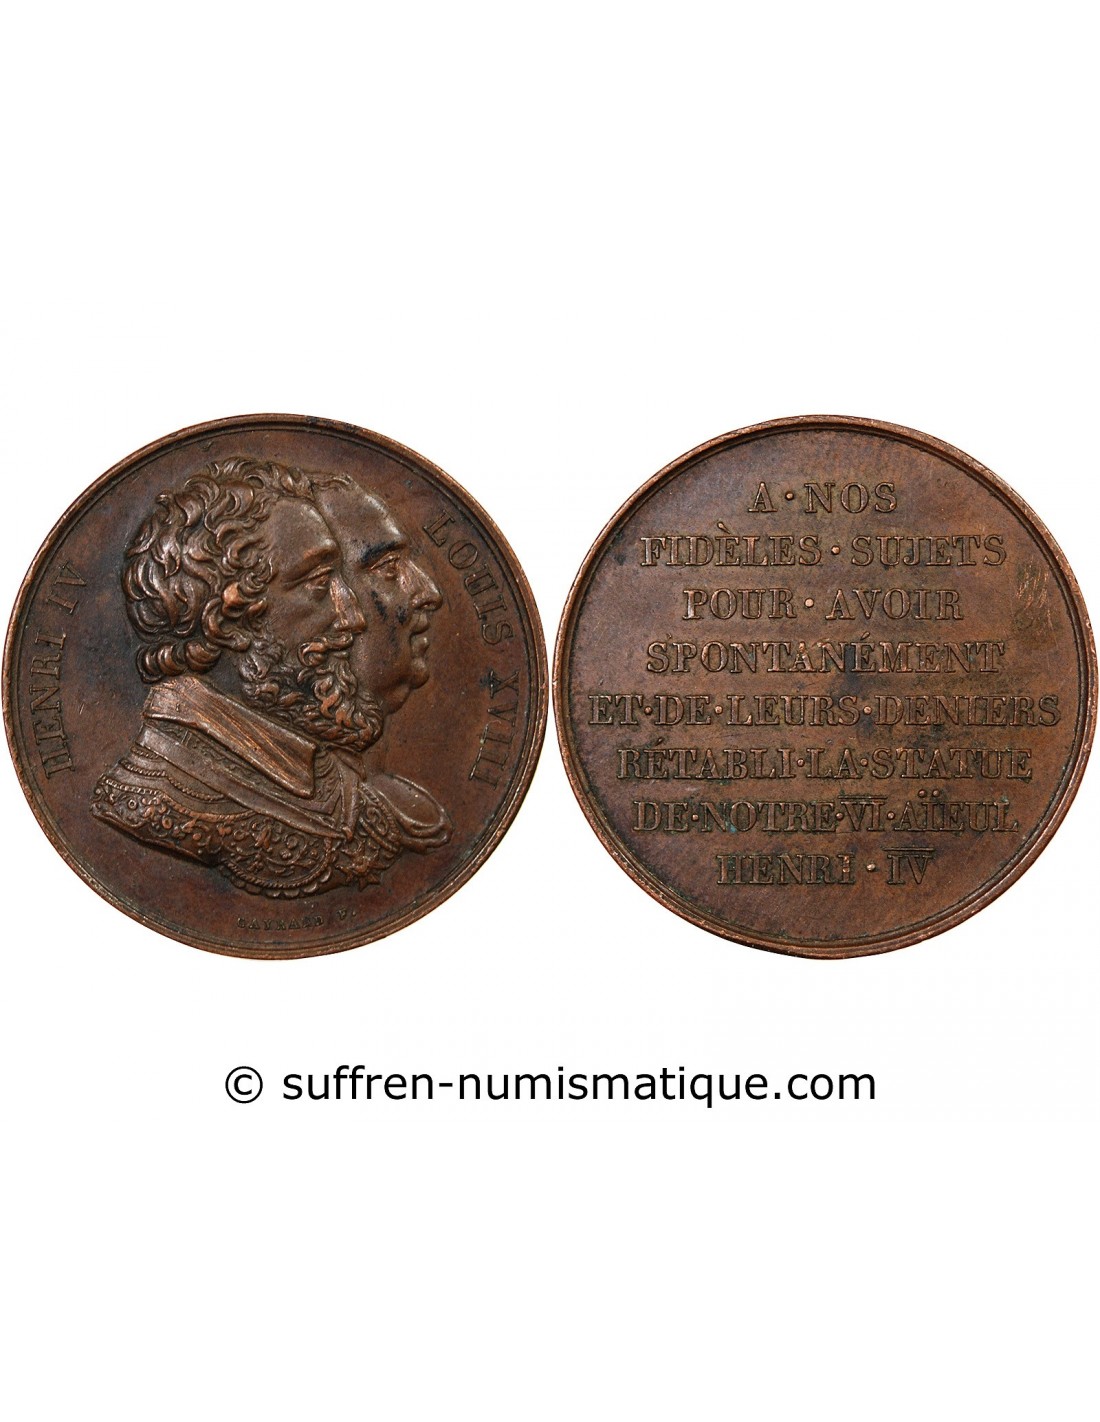 HENRI IV
LOUIS XVIII
GAYRARD F.
A·NOS
FIDÈLES·SUJETS
POUR·AVOIR
SPONTANÉMENT
ET·DE·LEURS·DENIERS
RÉTABLI·LA·STATUE
DE·NOTRE·VI·AÏEUL
HENRI·IV
© suffren-numismatique.com